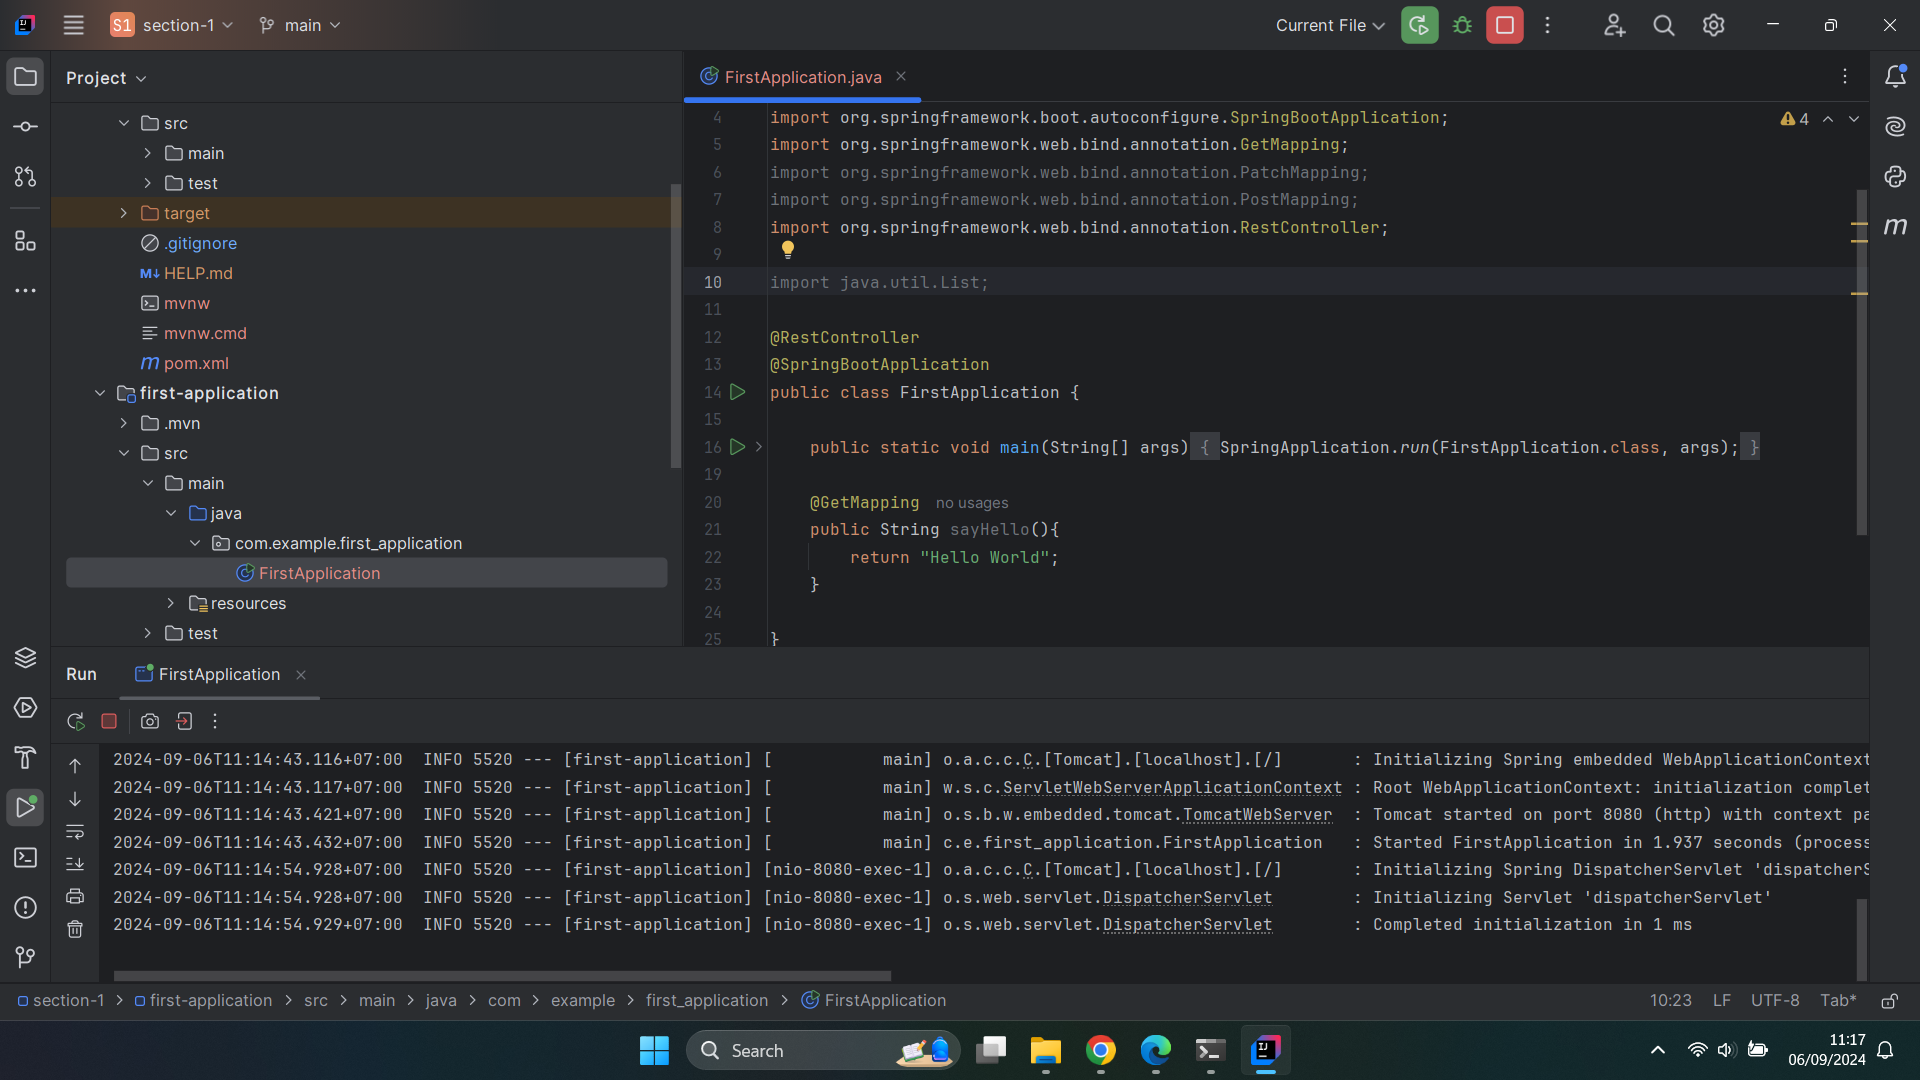 S1 section-1 main Current File
Project
FirstApplication.java
src
main
test
target
.gitignore
M↓ HELP.md
mvnw
mvnw.cmd
m pom.xml
first-application
.mvn
src
main
java
com.example.first_application
FirstApplication
resources
test
4 import org.springframework.boot.autoconfigure.SpringBootApplication;
4
5 import org.springframework.web.bind.annotation.GetMapping;
6 import org.springframework.web.bind.annotation.PatchMapping;
7 import org.springframework.web.bind.annotation.PostMapping;
8 import org.springframework.web.bind.annotation.RestController;
9
10 import java.util.List;
11
12 @RestController
13 @SpringBootApplication
14 public class FirstApplication {
15
16 public static void main(String[] args) { SpringApplication.run(FirstApplication.class, args); }
19
20 @GetMapping no usages
21 public String sayHello(){
22 return "Hello World";
23 }
24
25 }
m
Run FirstApplication
2024-09-06T11:14:43.116+07:00 INFO 5520 --- [first-application] [ main] o.a.c.c.C.[Tomcat].[localhost].[/] : Initializing Spring embedded WebApplicationContext
2024-09-06T11:14:43.117+07:00 INFO 5520 --- [first-application] [ main] w.s.c.ServletWebServerApplicationContext : Root WebApplicationContext: initialization complet
2024-09-06T11:14:43.421+07:00 INFO 5520 --- [first-application] [ main] o.s.b.w.embedded.tomcat.TomcatWebServer : Tomcat started on port 8080 (http) with context pa
2024-09-06T11:14:43.432+07:00 INFO 5520 --- [first-application] [ main] c.e.first_application.FirstApplication : Started FirstApplication in 1.937 seconds (process
2024-09-06T11:14:54.928+07:00 INFO 5520 --- [first-application] [nio-8080-exec-1] o.a.c.c.C.[Tomcat].[localhost].[/] : Initializing Spring DispatcherServlet 'dispatcherS
2024-09-06T11:14:54.928+07:00 INFO 5520 --- [first-application] [nio-8080-exec-1] o.s.web.servlet.DispatcherServlet : Initializing Servlet 'dispatcherServlet'
2024-09-06T11:14:54.929+07:00 INFO 5520 --- [first-application] [nio-8080-exec-1] o.s.web.servlet.DispatcherServlet : Completed initialization in 1 ms
section-1 > first-application > src > main > java > com > example > first_application > FirstApplication 10:23 LF UTF-8 Tab*
Search
11:17
06/09/2024